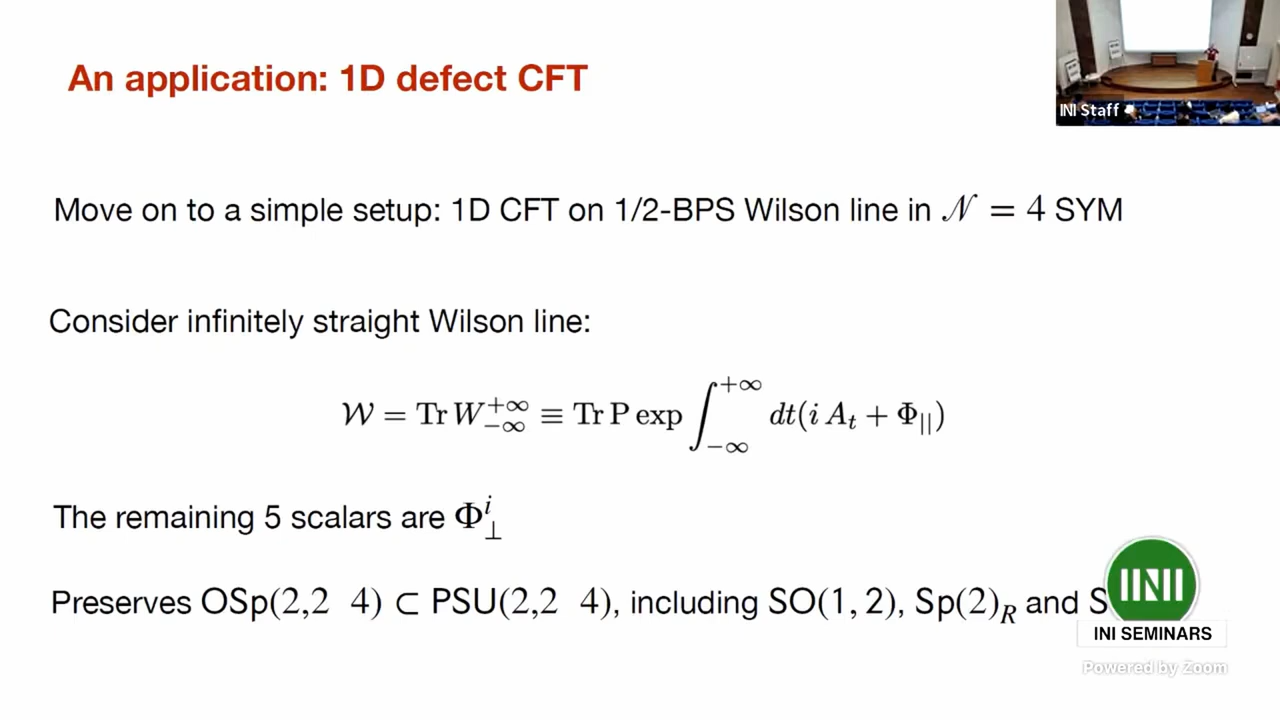 An application: 1D defect CFT
INI Staff
Move on to a simple setup: 1D CFT on 1/2-BPS Wilson line in 𝒩 = 4 SYM
Consider infinitely straight Wilson line:
𝒲 = Tr W_{−∞}^{+∞} ≡ Tr P exp ∫_{−∞}^{+∞} dt(i A_t + Φ_{||})
The remaining 5 scalars are Φ_⊥^i
Preserves OSp(2,2 4) ⊂ PSU(2,2 4), including SO(1, 2), Sp(2)_R and S
INI SEMINARS
Powered by Zoom